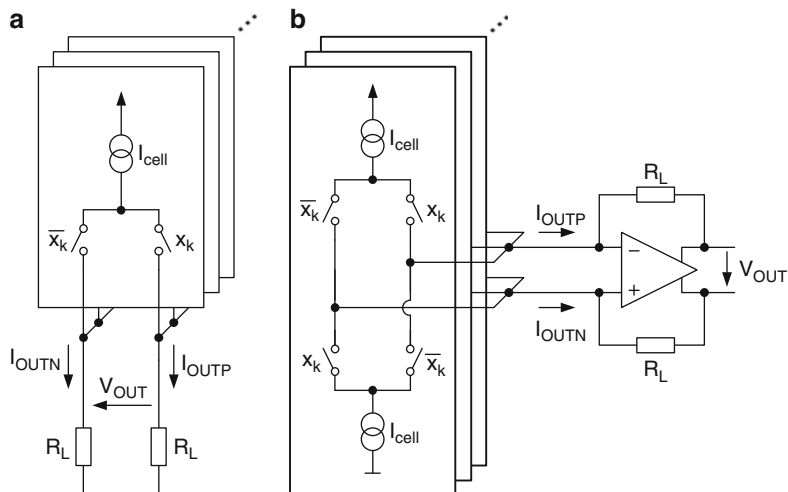 a
I_cell
x̅_k
x_k
I_OUTN
I_OUTP
V_OUT
R_L
R_L
b
I_cell
x̅_k
x_k
x_k
x̅_k
I_cell
I_OUTP
I_OUTN
R_L
−
+
V_OUT
R_L